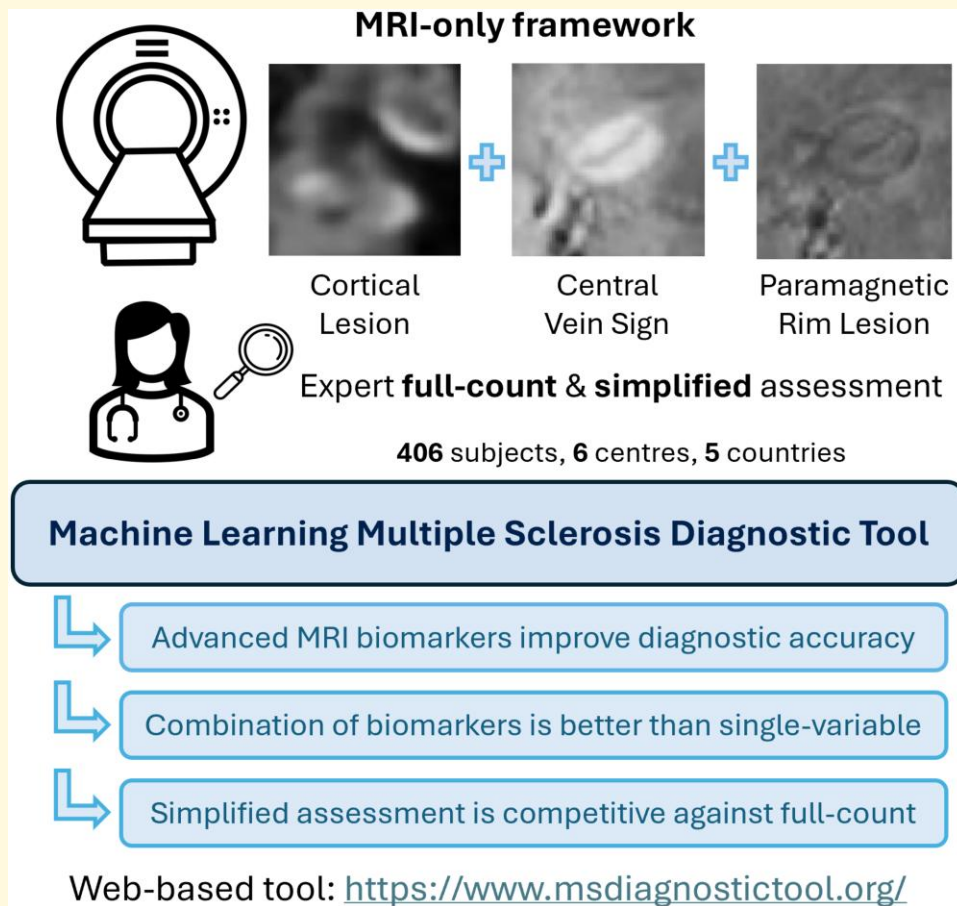 MRI-only framework
Cortical
Lesion
Central
Vein Sign
Paramagnetic
Rim Lesion
Expert full-count & simplified assessment
406 subjects, 6 centres, 5 countries
Machine Learning Multiple Sclerosis Diagnostic Tool
Advanced MRI biomarkers improve diagnostic accuracy
Combination of biomarkers is better than single-variable
Simplified assessment is competitive against full-count
Web-based tool: https://www.msdiagnostictool.org/